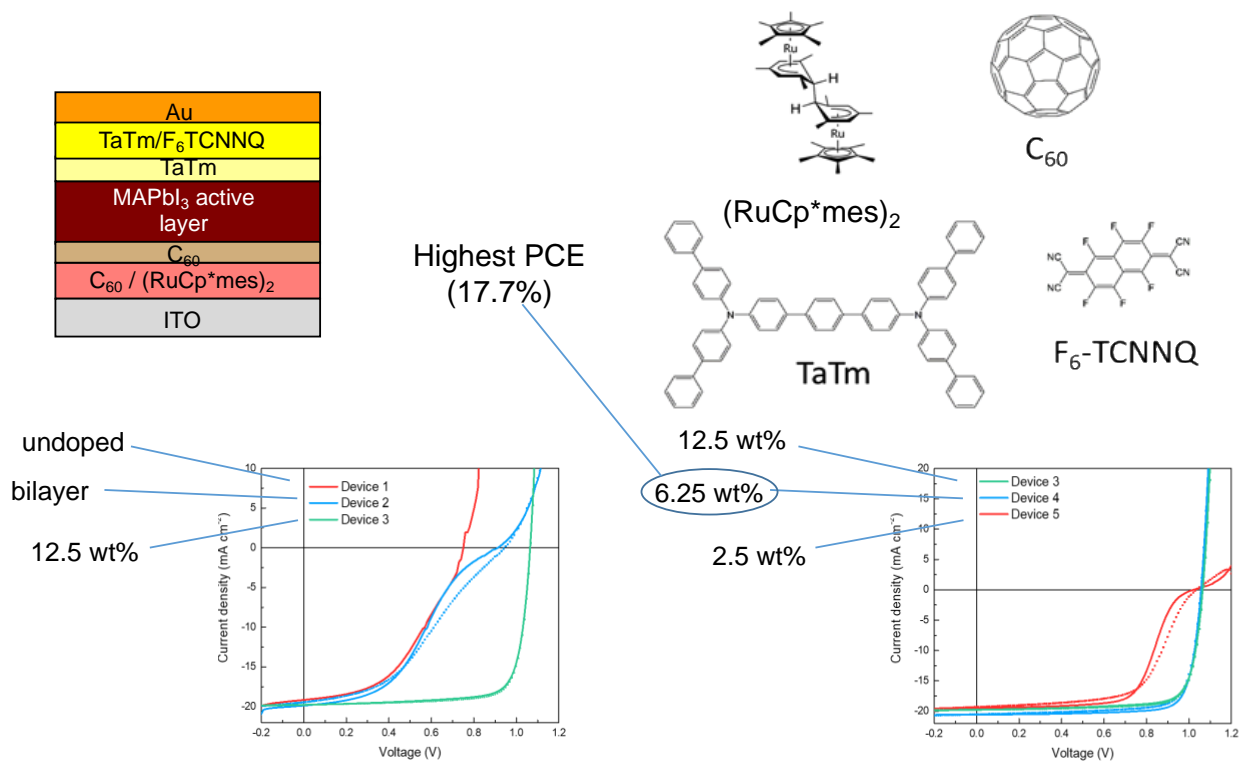 Au
TaTm/F₆TCNNQ
TaTm
MAPbI₃ active
layer
C₆₀
C₆₀ / (RuCp*mes)₂
ITO
Ru
H
H
Ru
(RuCp*mes)₂
C₆₀
Highest PCE
(17.7%)
N
N
TaTm
F
F
F
F
F
F
CN
CN
NC
NC
F₆-TCNNQ
undoped
bilayer
12.5 wt%
Device 1
Device 2
Device 3
10
5
0
-5
-10
-15
-20
-0.2
0.0
0.2
0.4
0.6
0.8
1.0
1.2
Current density (mA cm⁻²)
Voltage (V)
12.5 wt%
6.25 wt%
2.5 wt%
Device 3
Device 4
Device 5
20
15
10
5
0
-5
-10
-15
-20
-0.2
0.0
0.2
0.4
0.6
0.8
1.0
1.2
Current density (mA cm⁻²)
Voltage (V)